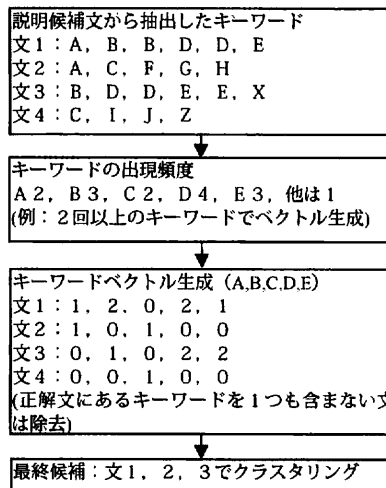 説明候補文から抽出したキーワード
文1：A, B, B, D, D, E
文2：A, C, F, G, H
文3：B, D, D, E, E, X
文4：C, I, J, Z
キーワードの出現頻度
A 2, B 3, C 2, D 4, E 3, 他は1
(例：2回以上のキーワードでベクトル生成)
キーワードベクトル生成（A,B,C,D,E）
文1：1, 2, 0, 2, 1
文2：1, 0, 1, 0, 0
文3：0, 1, 0, 2, 2
文4：0, 0, 1, 0, 0
(正解文にあるキーワードを1つも含まない文
は除去)
最終候補：文1, 2, 3でクラスタリング